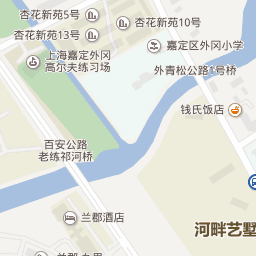 杏花新苑5号
杏花新苑10号
杏花新苑13号
嘉定区外冈小学
上海嘉定外冈
高尔夫练习场
外青松公路1号桥
钱氏饭店
百安公路
老练祁河桥
兰郡酒店
河畔艺墅